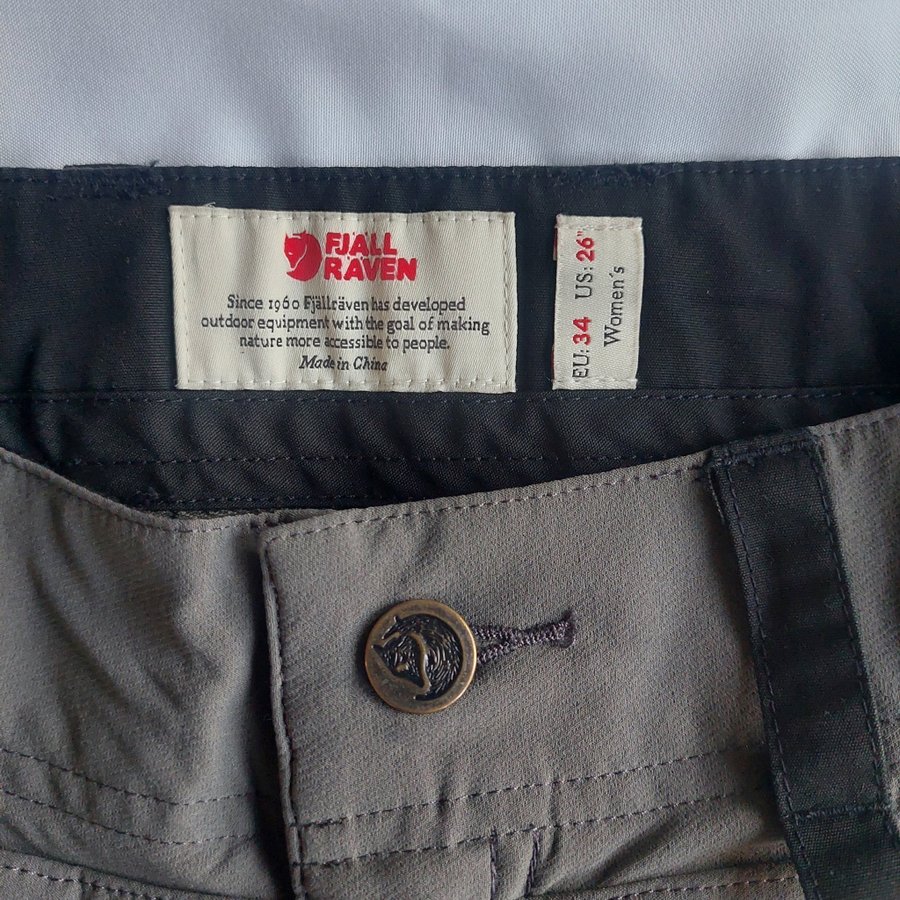 FJÄLL
RÄVEN
Since 1960 Fjällräven has developed
outdoor equipment with the goal of making
nature more accessible to people.
Made in China
EU: 34 US: 26"
Women's